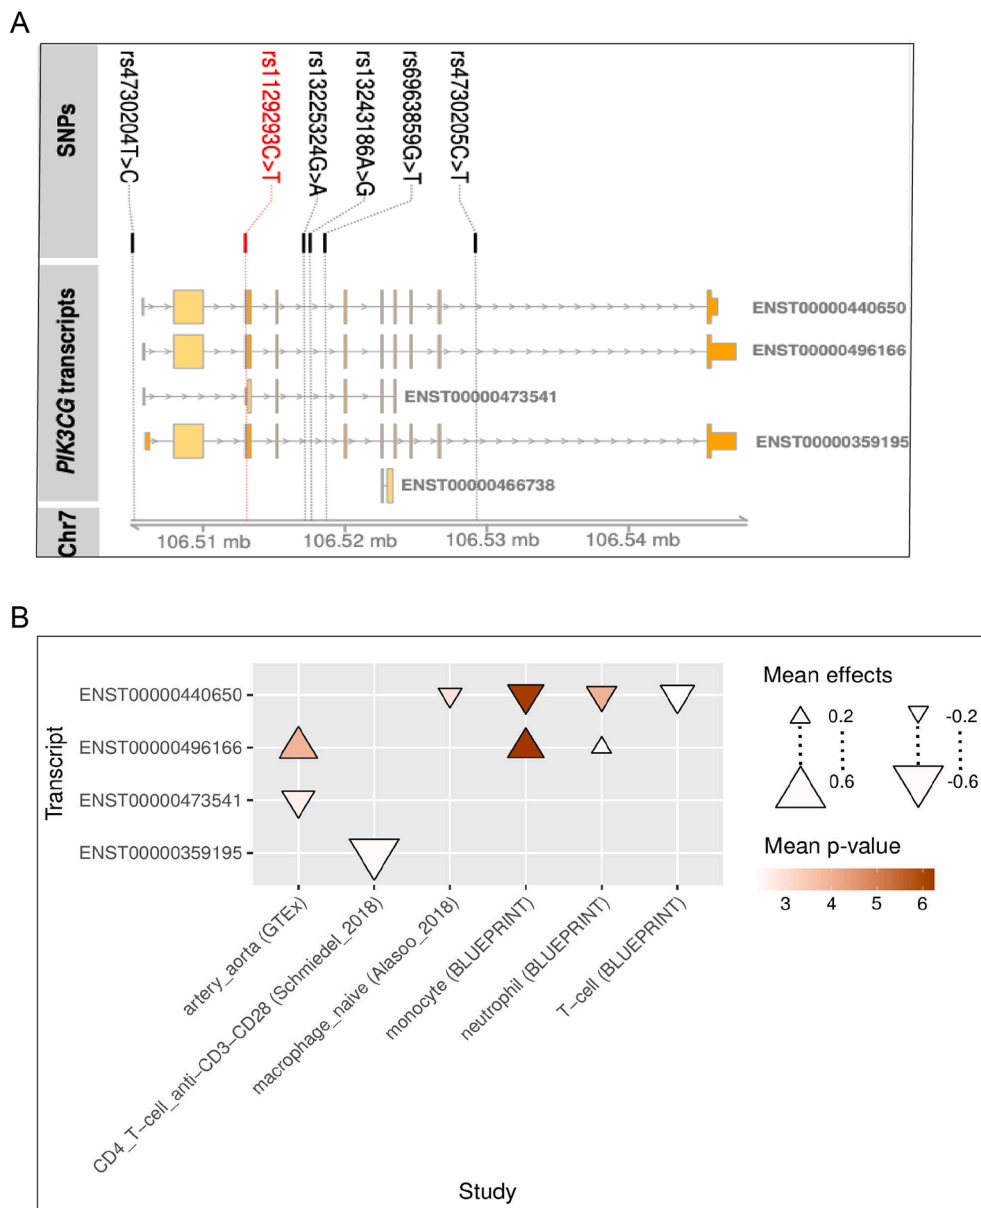 A
SNPs
rs4730204T>C
rs1129293C>T
rs13225324G>A
rs13243186A>G
rs6963859G>T
rs4730205C>T
PIK3CG transcripts
ENST00000440650
ENST00000496166
ENST00000473541
ENST00000359195
ENST00000466738
Chr7
106.51 mb
106.52 mb
106.53 mb
106.54 mb
B
Transcript
ENST00000440650
ENST00000496166
ENST00000473541
ENST00000359195
artery_aorta (GTEx)
CD4_T-cell_anti-CD3-CD28 (Schmiedel_2018)
macrophage_naive (Alasoo_2018)
monocyte (BLUEPRINT)
neutrophil (BLUEPRINT)
T-cell (BLUEPRINT)
Study
Mean effects
0.2 -0.2
0.6 -0.6
Mean p-value
3 4 5 6